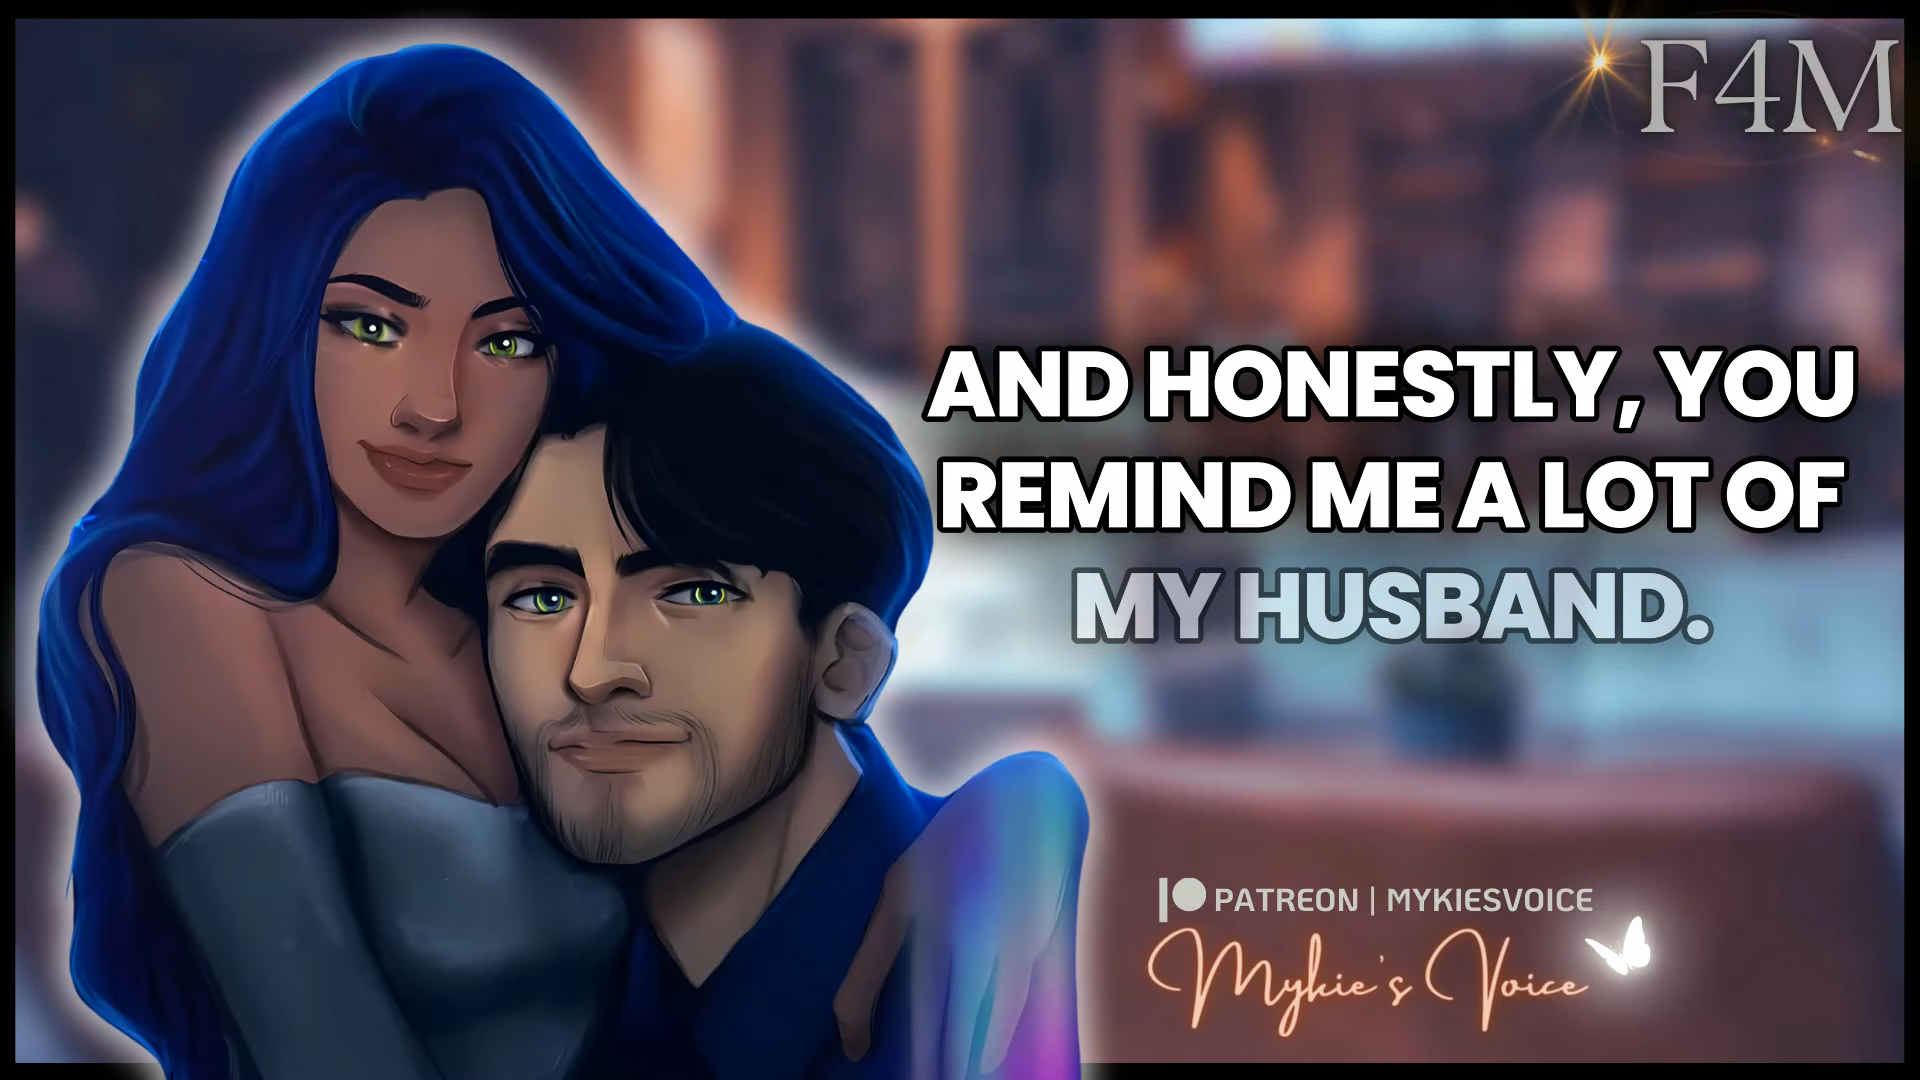 F4M
AND HONESTLY, YOU
REMIND ME A LOT OF
MY HUSBAND.
PATREON | MYKIESVOICE
Mykie's Voice